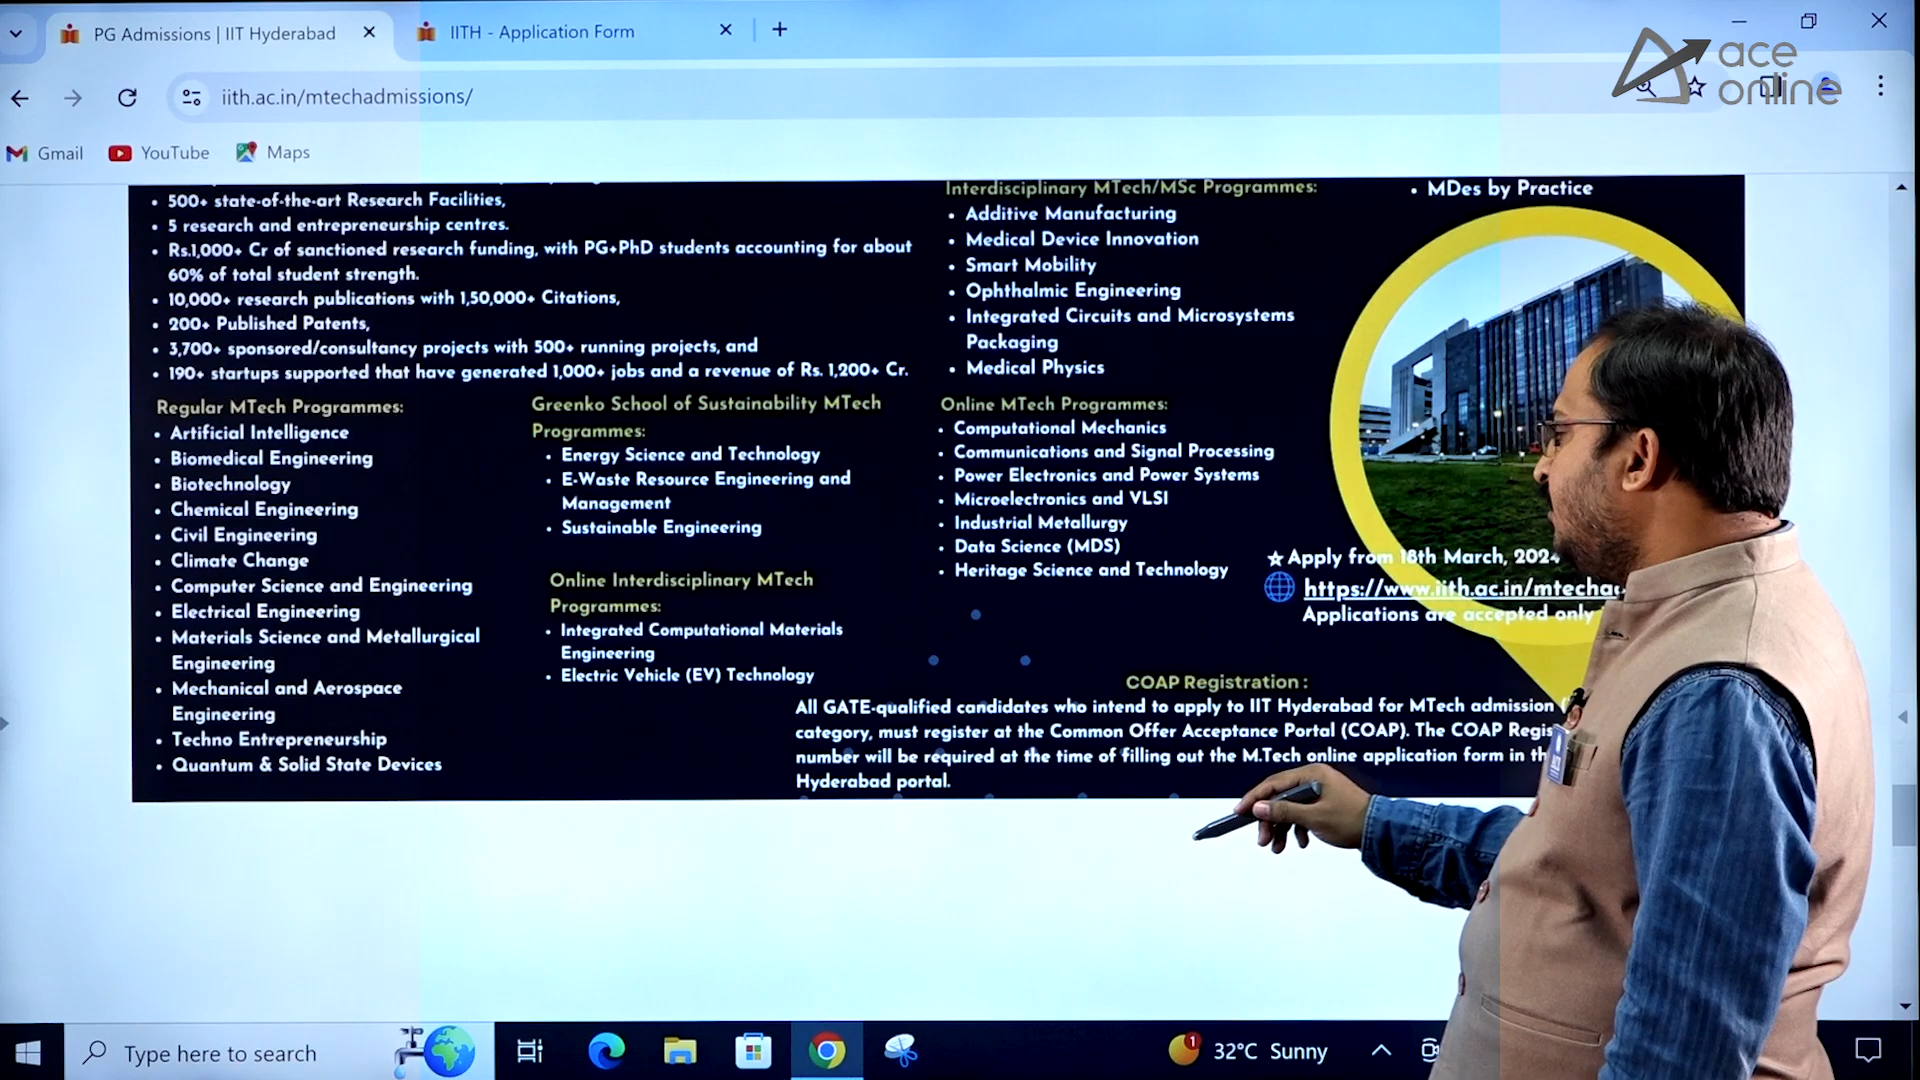 PG Admissions | IIT Hyderabad
IITH - Application Form
ace
online
iith.ac.in/mtechadmissions/
Gmail
YouTube
Maps
• 500+ state-of-the-art Research Facilities,
• 5 research and entrepreneurship centres.
• Rs.1,000+ Cr of sanctioned research funding, with PG+PhD students accounting for about
60% of total student strength.
• 10,000+ research publications with 1,50,000+ Citations,
• 200+ Published Patents,
• 3,700+ sponsored/consultancy projects with 500+ running projects, and
• 190+ startups supported that have generated 1,000+ jobs and a revenue of Rs. 1,200+ Cr.
Regular MTech Programmes:
• Artificial Intelligence
• Biomedical Engineering
• Biotechnology
• Chemical Engineering
• Civil Engineering
• Climate Change
• Computer Science and Engineering
• Electrical Engineering
• Materials Science and Metallurgical
Engineering
• Mechanical and Aerospace
Engineering
• Techno Entrepreneurship
• Quantum & Solid State Devices
Greenko School of Sustainability MTech
Programmes:
• Energy Science and Technology
• E-Waste Resource Engineering and
Management
• Sustainable Engineering
Online Interdisciplinary MTech
Programmes:
• Integrated Computational Materials
Engineering
• Electric Vehicle (EV) Technology
Interdisciplinary MTech/MSc Programmes:
• Additive Manufacturing
• Medical Device Innovation
• Smart Mobility
• Ophthalmic Engineering
• Integrated Circuits and Microsystems
Packaging
• Medical Physics
Online MTech Programmes:
• Computational Mechanics
• Communications and Signal Processing
• Power Electronics and Power Systems
• Microelectronics and VLSI
• Industrial Metallurgy
• Data Science (MDS)
• Heritage Science and Technology
• MDes by Practice
Apply from 18th March, 2024
https://www.iith.ac.in/mtechad
Applications are accepted only
COAP Registration :
All GATE-qualified candidates who intend to apply to IIT Hyderabad for MTech admission (
category, must register at the Common Offer Acceptance Portal (COAP). The COAP Regis
number will be required at the time of filling out the M.Tech online application form in th
Hyderabad portal.
Type here to search
1
32°C Sunny